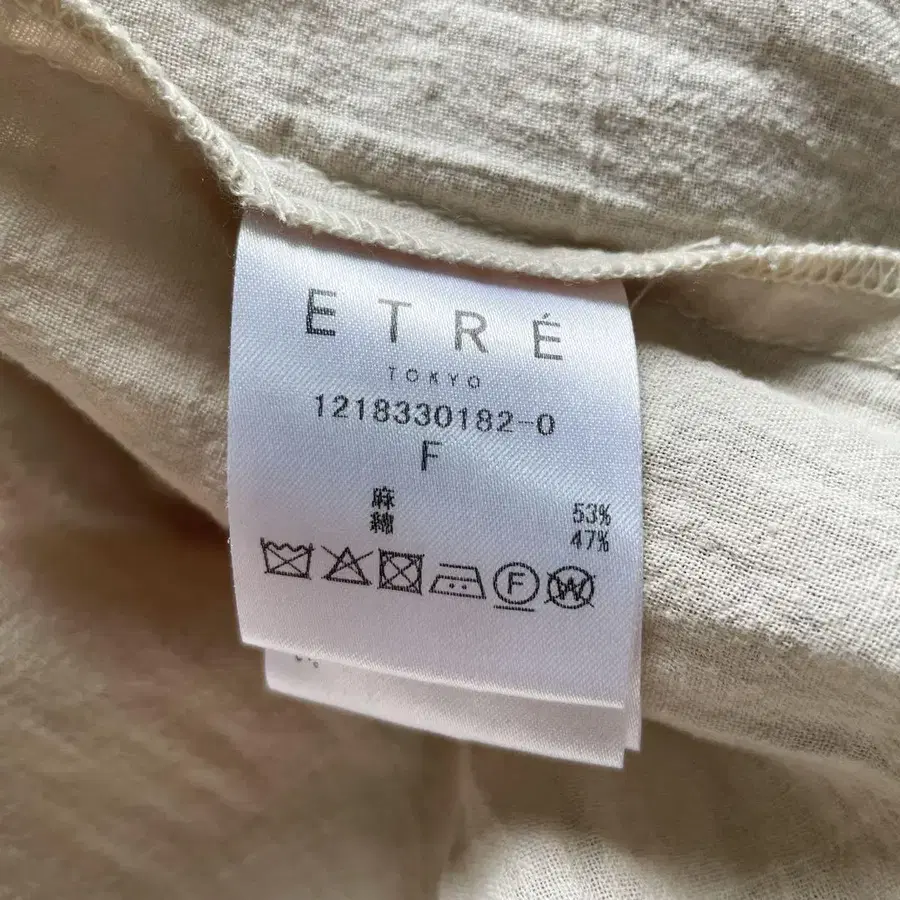 ETRÉ
TOKYO
1218330182-0
F
麻 53%
綿 47%
F W